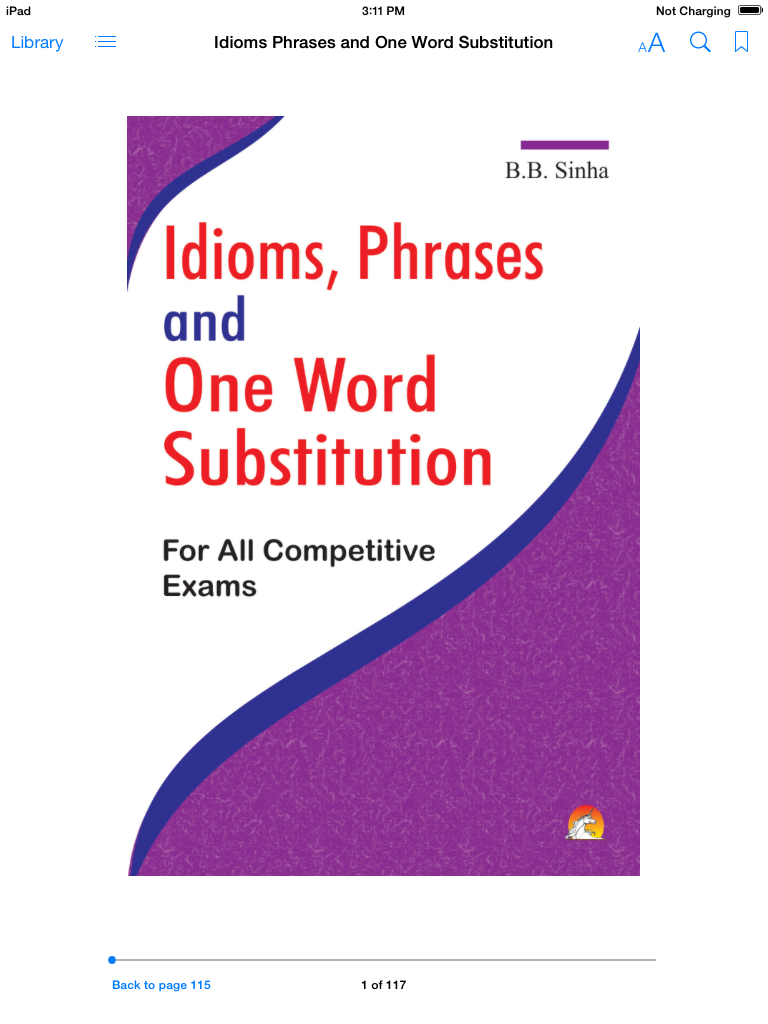 iPad 3:11 PM Not Charging
Library Idioms Phrases and One Word Substitution AA
B.B. Sinha
Idioms, Phrases
and
One Word
Substitution
For All Competitive
Exams
Back to page 115 1 of 117